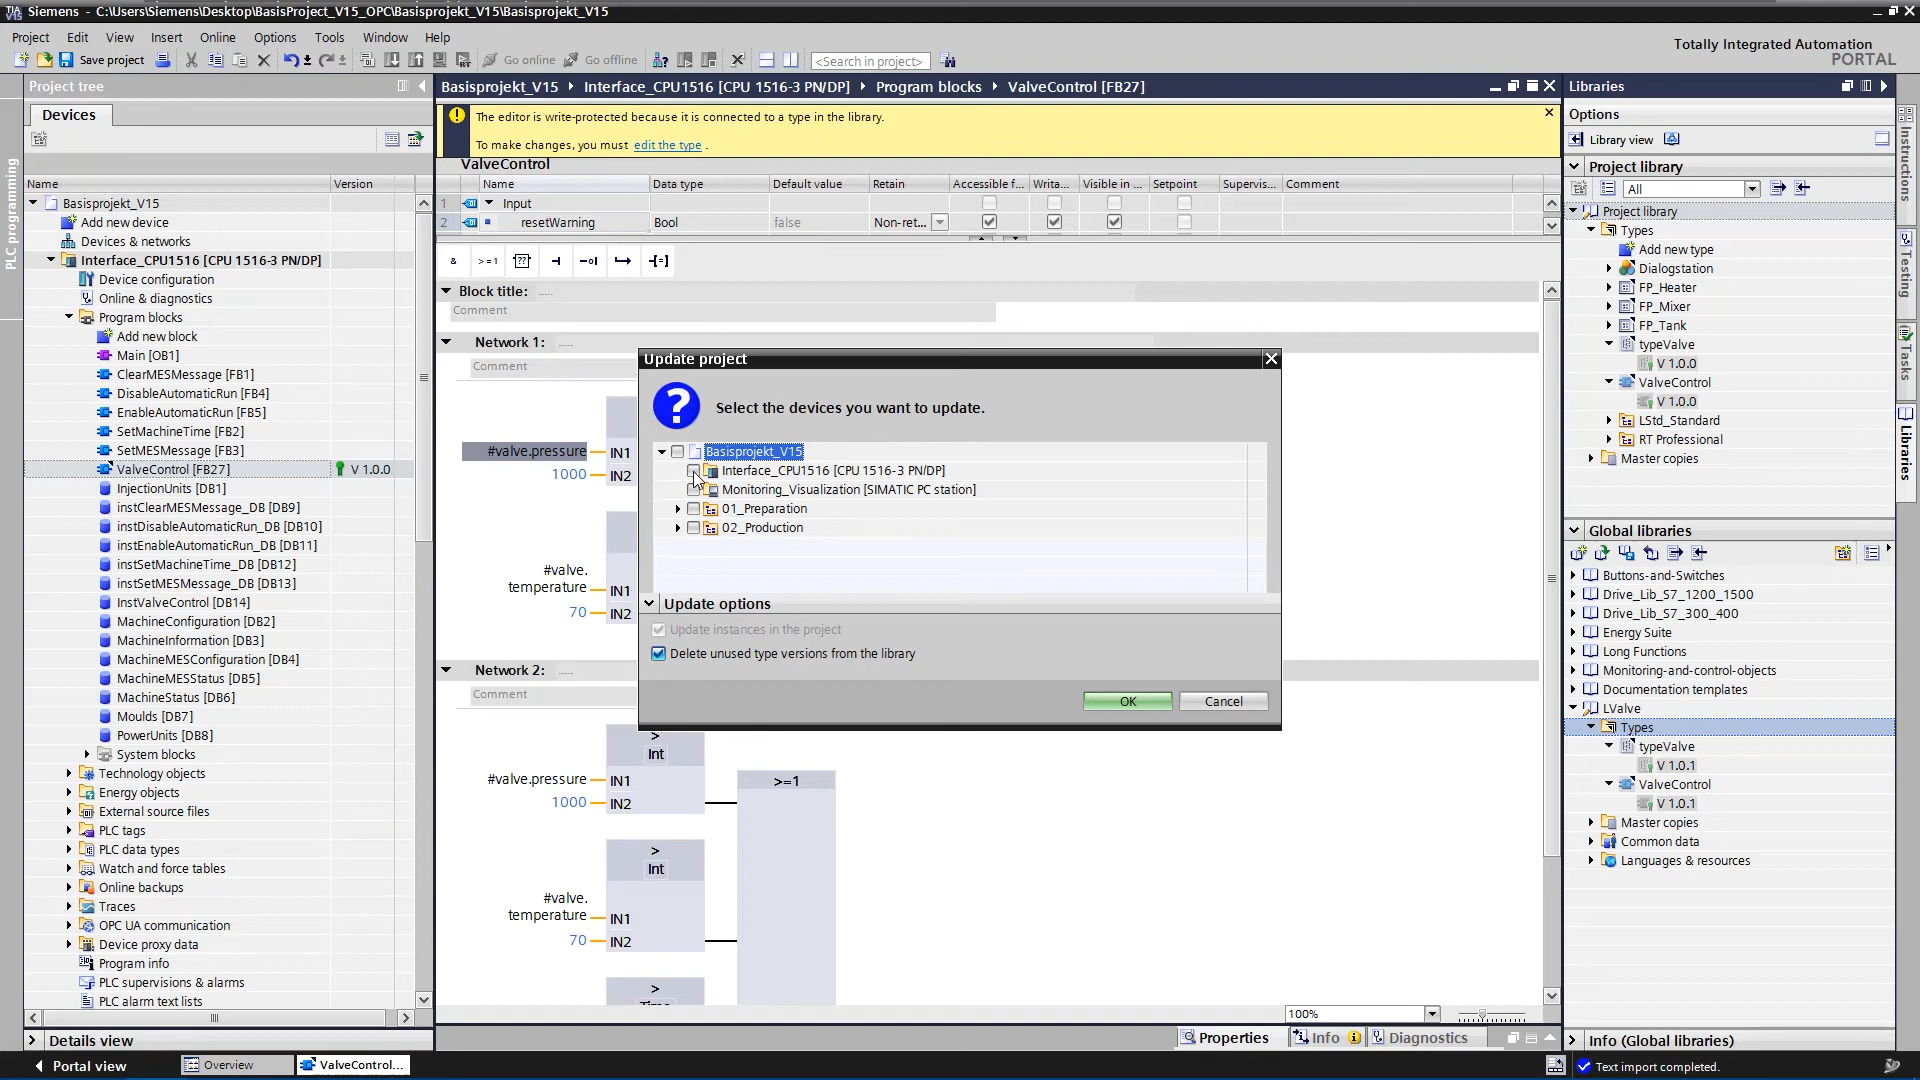 Siemens - C:\Users\Siemens\Desktop\BasisProject_V15_OPC\Basisprojekt_V15\Basisprojekt_V15
Project Edit View Insert Online Options Tools Window Help
Save project
Go online
Go offline
<Search in project>
Totally Integrated Automation
PORTAL
PLC programming
Project tree
Devices
Name Version
Basisprojekt_V15
Add new device
Devices & networks
Interface_CPU1516 [CPU 1516-3 PN/DP]
Device configuration
Online & diagnostics
Program blocks
Add new block
Main [OB1]
ClearMESMessage [FB1]
DisableAutomaticRun [FB4]
EnableAutomaticRun [FB5]
SetMachineTime [FB2]
SetMESMessage [FB3]
ValveControl [FB27] V 1.0.0
InjectionUnits [DB1]
instClearMESMessage_DB [DB9]
instDisableAutomaticRun_DB [DB10]
instEnableAutomaticRun_DB [DB11]
instSetMachineTime_DB [DB12]
instSetMESMessage_DB [DB13]
InstValveControl [DB14]
MachineConfiguration [DB2]
MachineInformation [DB3]
MachineMESConfiguration [DB4]
MachineMESStatus [DB5]
MachineStatus [DB6]
Moulds [DB7]
PowerUnits [DB8]
System blocks
Technology objects
Energy objects
External source files
PLC tags
PLC data types
Watch and force tables
Online backups
Traces
OPC UA communication
Device proxy data
Program info
PLC supervisions & alarms
PLC alarm text lists
Details view
Basisprojekt_V15 Interface_CPU1516 [CPU 1516-3 PN/DP] Program blocks ValveControl [FB27]
The editor is write-protected because it is connected to a type in the library.
To make changes, you must edit the type .
ValveControl
Name Data type Default value Retain Accessible f... Writa... Visible in ... Setpoint Supervis... Comment
1 Input
2 resetWarning Bool false Non-ret...
& >=1 ?? -| -o| [=]
Block title: .....
Comment
Network 1: .....
Comment
#valve.pressure IN1
1000 IN2
#valve.
temperature IN1
70 IN2
Network 2: .....
Comment
>
Int
#valve.pressure IN1 >=1
1000 IN2
>
Int
#valve.
temperature IN1
70 IN2
>
100%
Properties Info Diagnostics
Update project
Select the devices you want to update.
Basisprojekt_V15
Interface_CPU1516 [CPU 1516-3 PN/DP]
Monitoring_Visualization [SIMATIC PC station]
01_Preparation
02_Production
Update options
Update instances in the project
Delete unused type versions from the library
OK Cancel
Libraries
Options
Library view
Project library
All
Project library
Types
Add new type
Dialogstation
FP_Heater
FP_Mixer
FP_Tank
typeValve
V 1.0.0
ValveControl
V 1.0.0
LStd_Standard
RT Professional
Master copies
Global libraries
Buttons-and-Switches
Drive_Lib_S7_1200_1500
Drive_Lib_S7_300_400
Energy Suite
Long Functions
Monitoring-and-control-objects
Documentation templates
LValve
Types
typeValve
V 1.0.1
ValveControl
V 1.0.1
Master copies
Common data
Languages & resources
Info (Global libraries)
Instructions
Testing
Tasks
Libraries
Portal view Overview ValveControl... Text import completed.